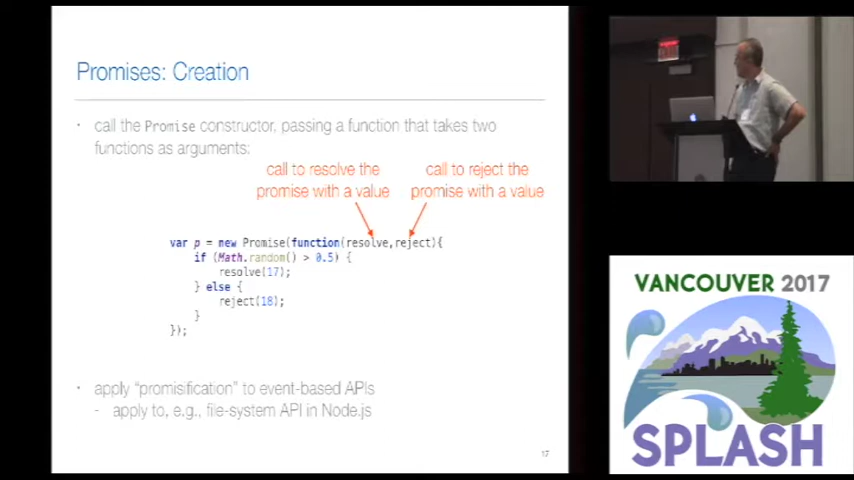 Promises: Creation
· call the Promise constructor, passing a function that takes two
functions as arguments:
call to resolve the
promise with a value
call to reject the
promise with a value
var p = new Promise(function(resolve,reject){
if (Math.random() > 0.5) {
resolve(17);
} else {
reject(18);
}
});
· apply "promisification" to event-based APIs
- apply to, e.g., file-system API in Node.js
17
VANCOUVER 2017
SPLASH